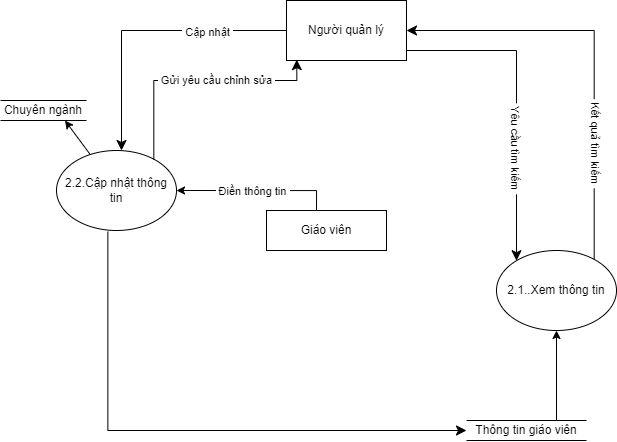 Người quản lý
Cập nhật
Gửi yêu cầu chỉnh sửa
Chuyên ngành
Yêu cầu tìm kiếm
Kết quả tìm kiếm
2.2.Cập nhật thông
tin
Điền thông tin
Giáo viên
2.1..Xem thông tin
Thông tin giáo viên